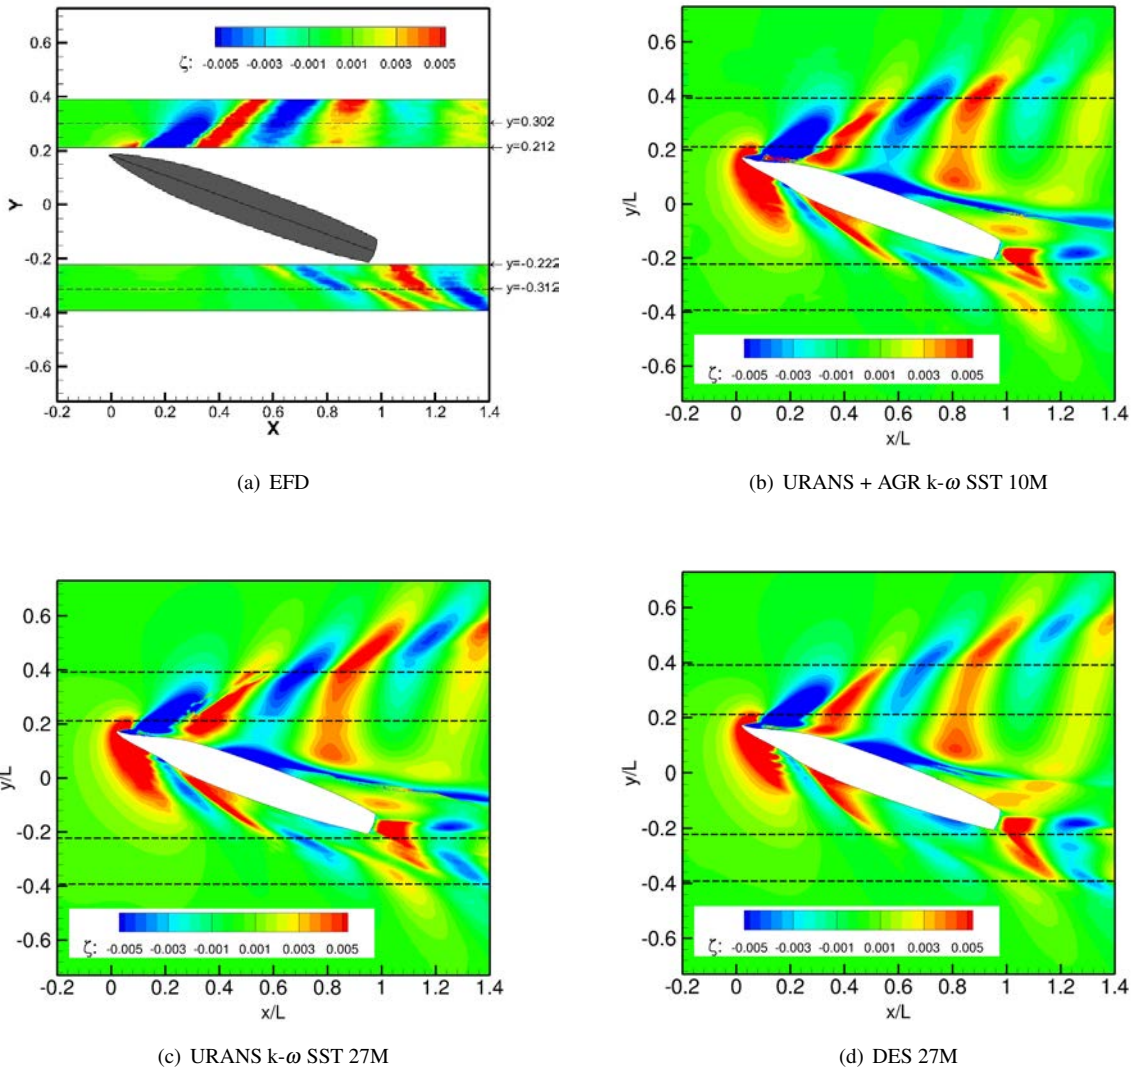 ζ: -0.005 -0.003 -0.001 0.001 0.003 0.005
0.6
0.4
0.2
0
-0.2
-0.4
-0.6
Y
y=0.302
y=0.212
y=-0.222
y=-0.312
-0.2 0 0.2 0.4 0.6 0.8 1 1.2 1.4
X
(a) EFD
0.6
0.4
0.2
0
-0.2
-0.4
-0.6
y/L
ζ: -0.005 -0.003 -0.001 0.001 0.003 0.005
-0.2 0 0.2 0.4 0.6 0.8 1 1.2 1.4
x/L
(b) URANS + AGR k-ω SST 10M
0.6
0.4
0.2
0
-0.2
-0.4
-0.6
y/L
ζ: -0.005 -0.003 -0.001 0.001 0.003 0.005
-0.2 0 0.2 0.4 0.6 0.8 1 1.2 1.4
x/L
(c) URANS k-ω SST 27M
0.6
0.4
0.2
0
-0.2
-0.4
-0.6
y/L
ζ: -0.005 -0.003 -0.001 0.001 0.003 0.005
-0.2 0 0.2 0.4 0.6 0.8 1 1.2 1.4
x/L
(d) DES 27M